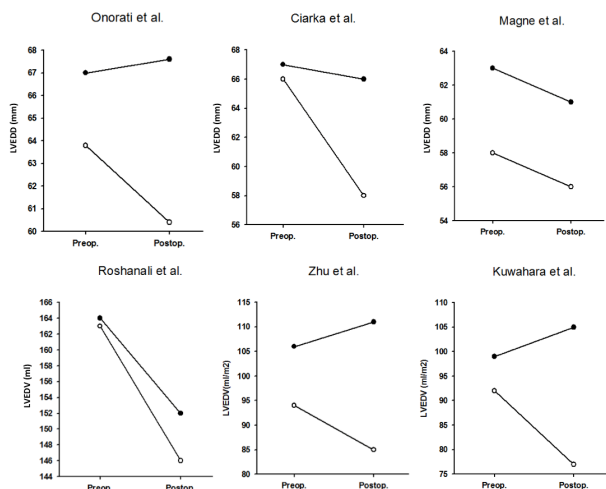 Onorati et al.
68
67
66
65
64
63
62
61
60
LVEDD (mm)
Preop.
Postop.
Ciarka et al.
68
66
64
62
60
58
56
LVEDD (mm)
Preop.
Postop.
Magne et al.
64
62
60
58
56
54
LVEDD (mm)
Preop.
Postop.
Roshanali et al.
166
164
162
160
158
156
154
152
150
148
146
144
LVEDV (ml)
Preop.
Postop.
Zhu et al.
115
110
105
100
95
90
85
80
LVEDV(ml/m2)
Preop.
Postop.
Kuwahara et al.
110
105
100
95
90
85
80
75
LVEDV (ml/m2)
Preop.
Postop.